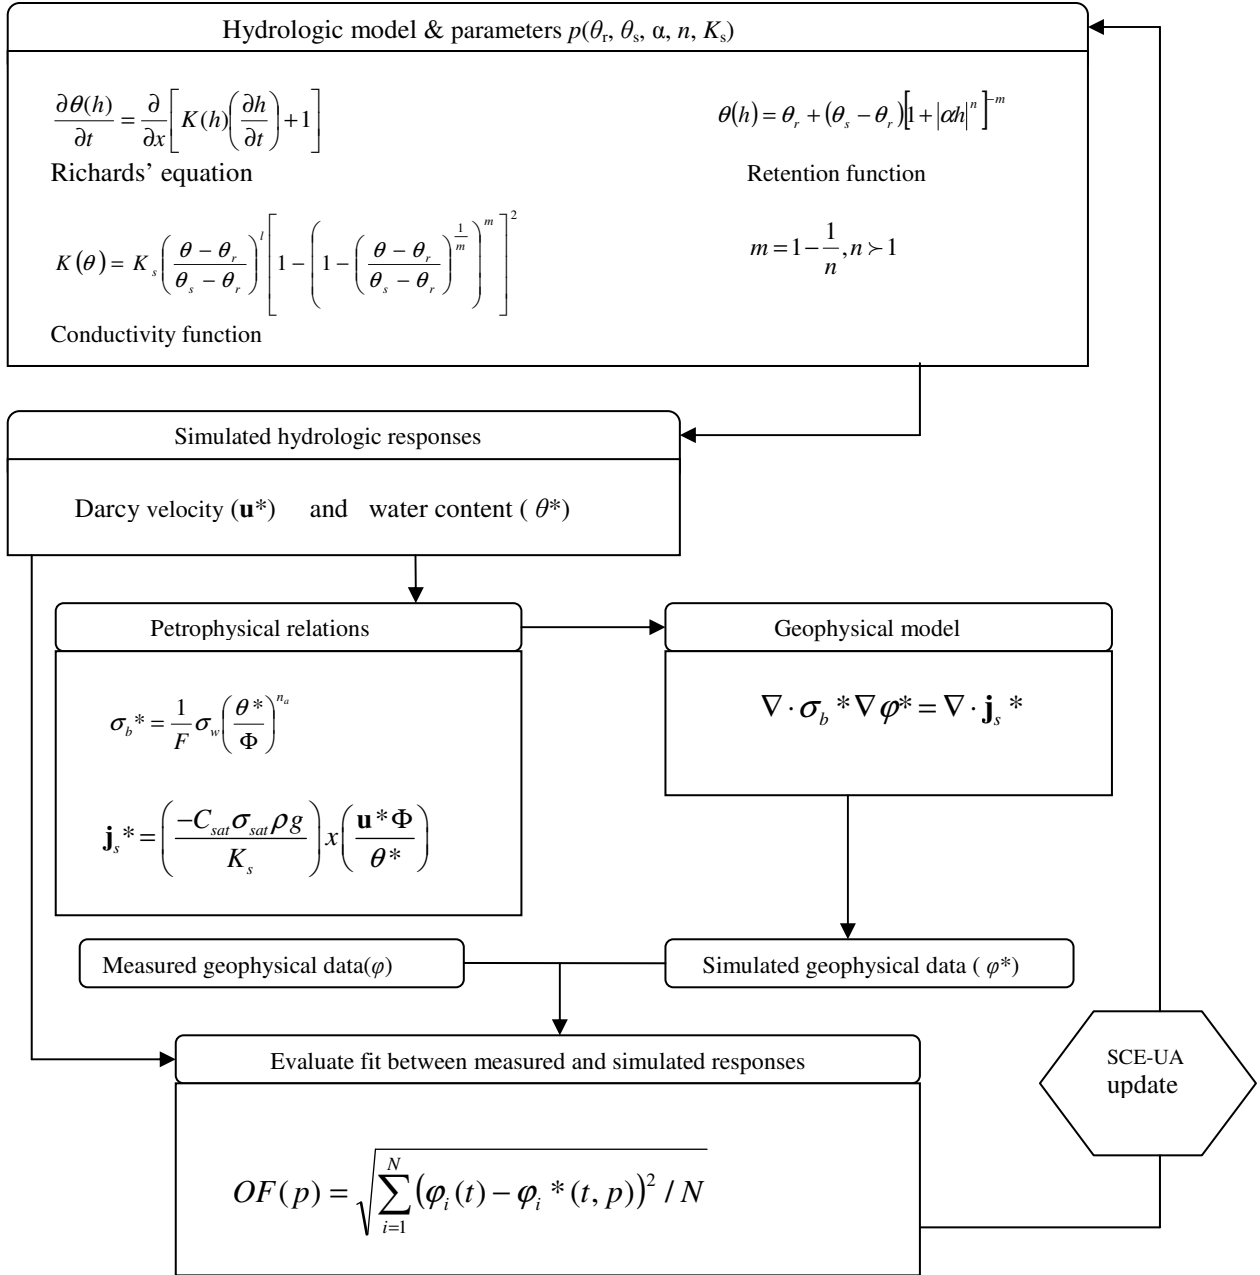 Hydrologic model & parameters p(θr, θs, α, n, Ks)
∂θ(h)/∂t = ∂/∂x [ K(h) (∂h/∂t) + 1 ]
θ(h) = θr + (θs − θr)[1 + |αh|^n]^−m
Richards’ equation
Retention function
K(θ) = Ks ((θ − θr)/(θs − θr))^l [ 1 − ( 1 − ((θ − θr)/(θs − θr))^(1/m) )^m ]^2
m = 1 − 1/n, n ≻ 1
Conductivity function
Simulated hydrologic responses
Darcy velocity (u*) and water content ( θ*)
Petrophysical relations
σb* = 1/F σw (θ*/Φ)^na
js* = (−Csat σsat ρg / Ks) x (u*Φ / θ*)
Geophysical model
∇ · σb * ∇φ* = ∇ · js *
Measured geophysical data(φ)
Simulated geophysical data ( φ*)
Evaluate fit between measured and simulated responses
OF(p) = √( ∑_{i=1}^{N} (φi(t) − φi *(t, p))^2 / N )
SCE-UA
update